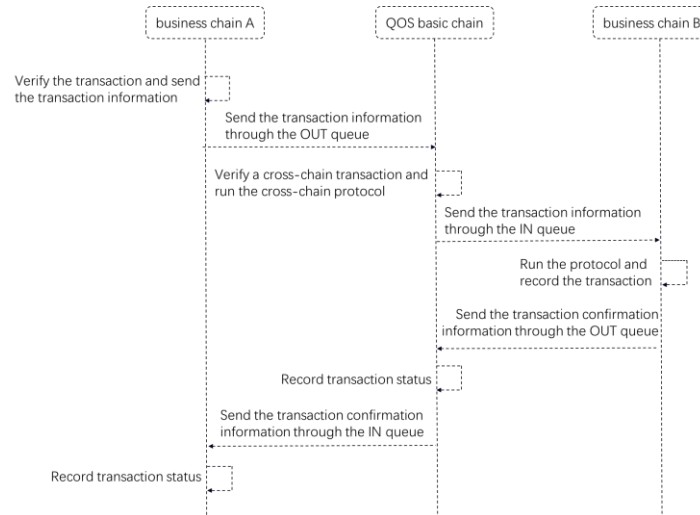 business chain A
QOS basic chain
business chain B
Verify the transaction and send
the transaction information
Send the transaction information
through the OUT queue
Verify a cross-chain transaction and
run the cross-chain protocol
Send the transaction information
through the IN queue
Run the protocol and
record the transaction
Send the transaction confirmation
information through the OUT queue
Record transaction status
Send the transaction confirmation
information through the IN queue
Record transaction status